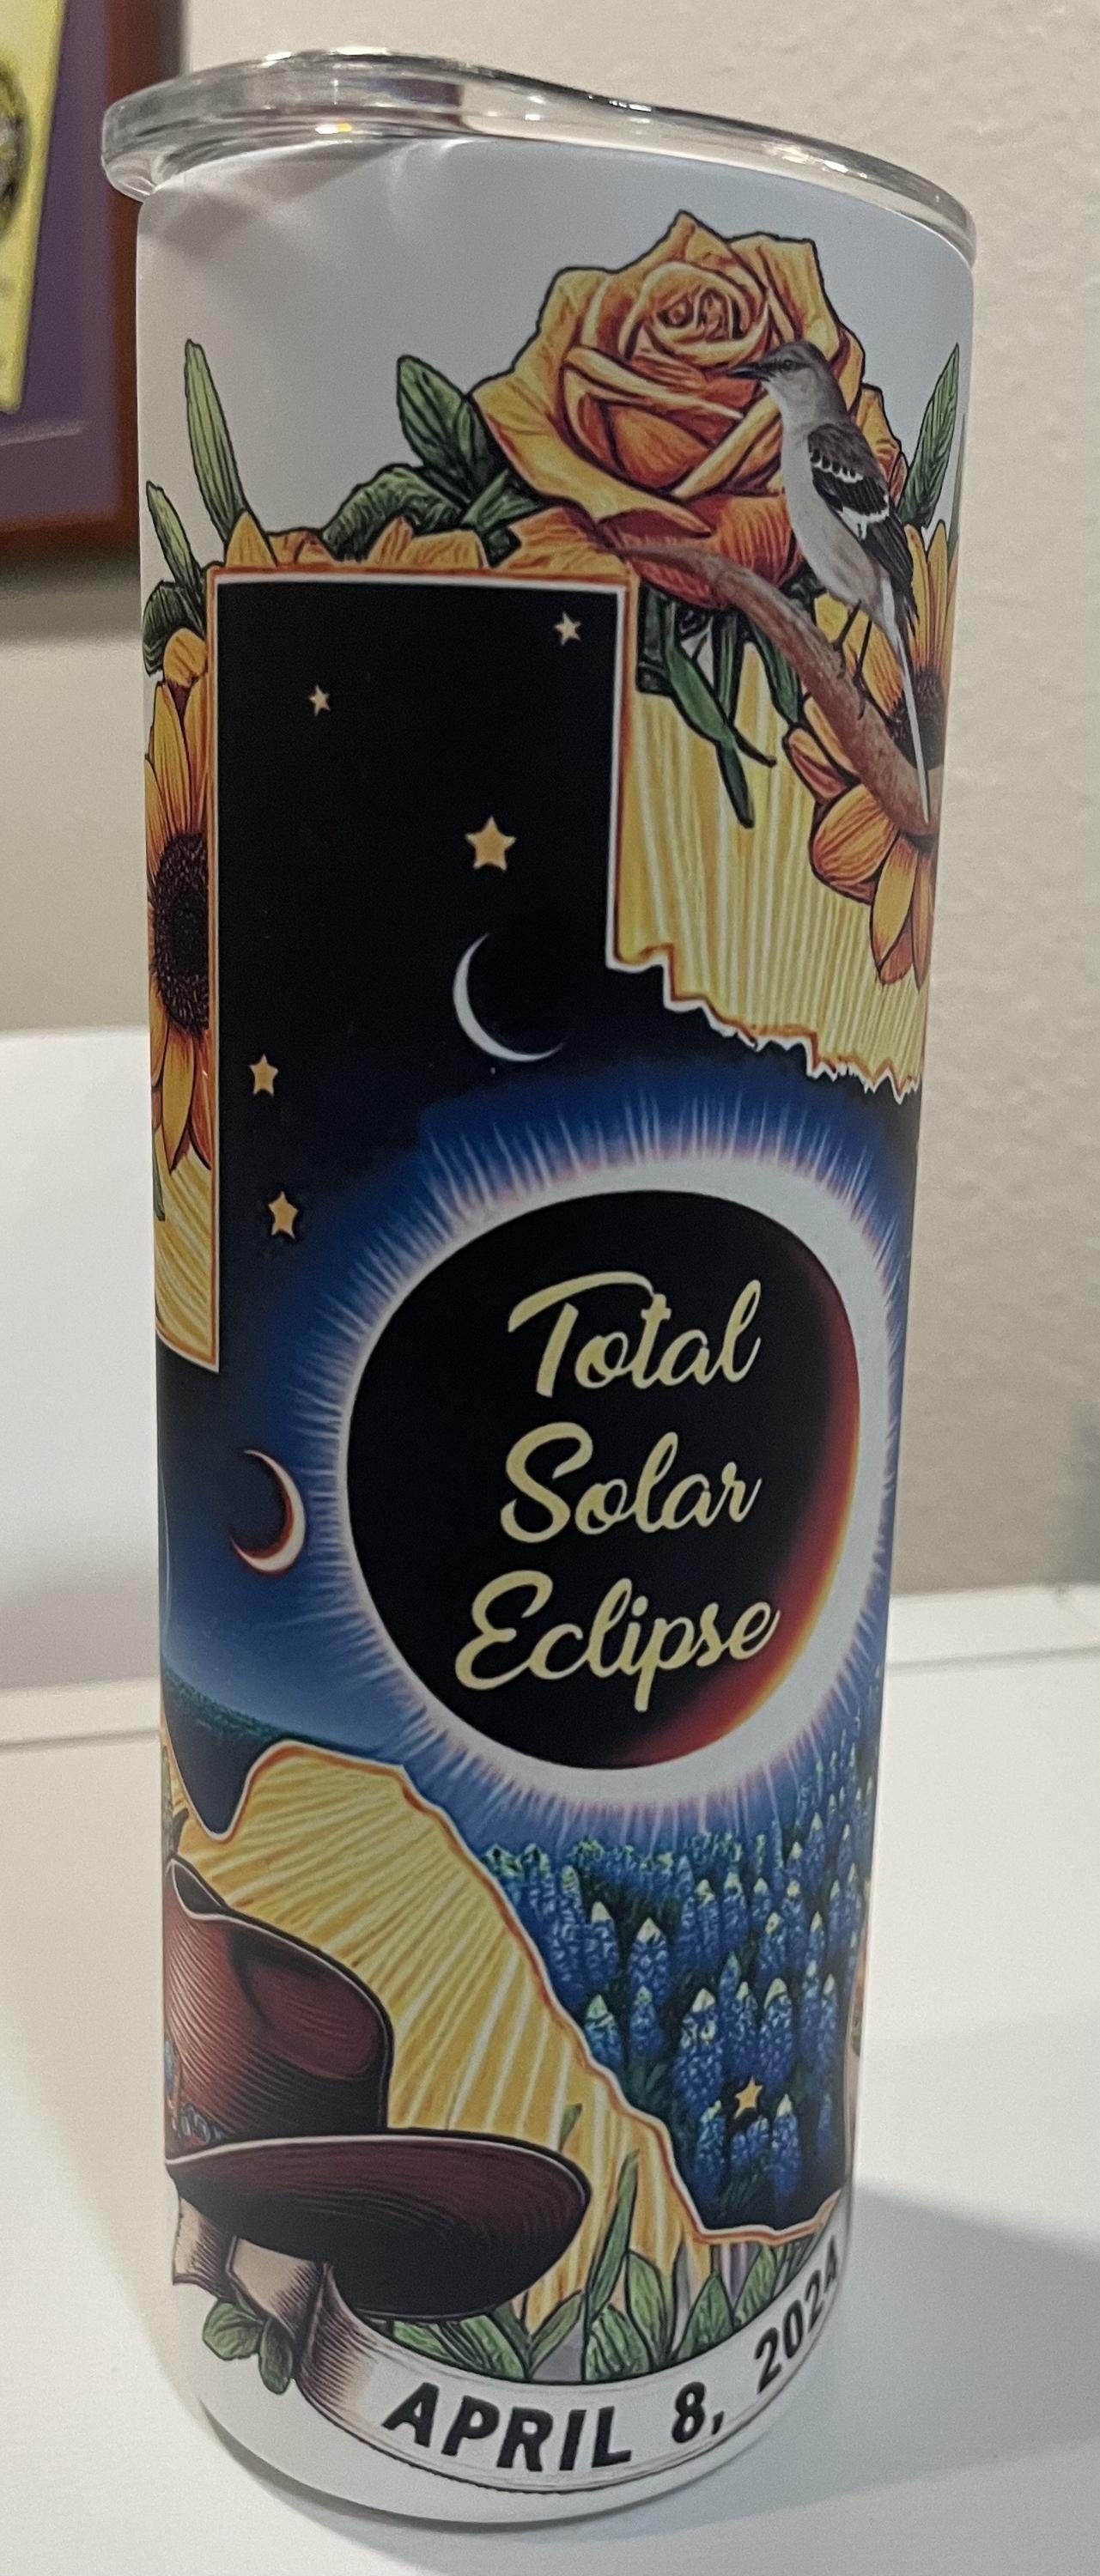 Total
Solar
Eclipse
APRIL 8, 2024